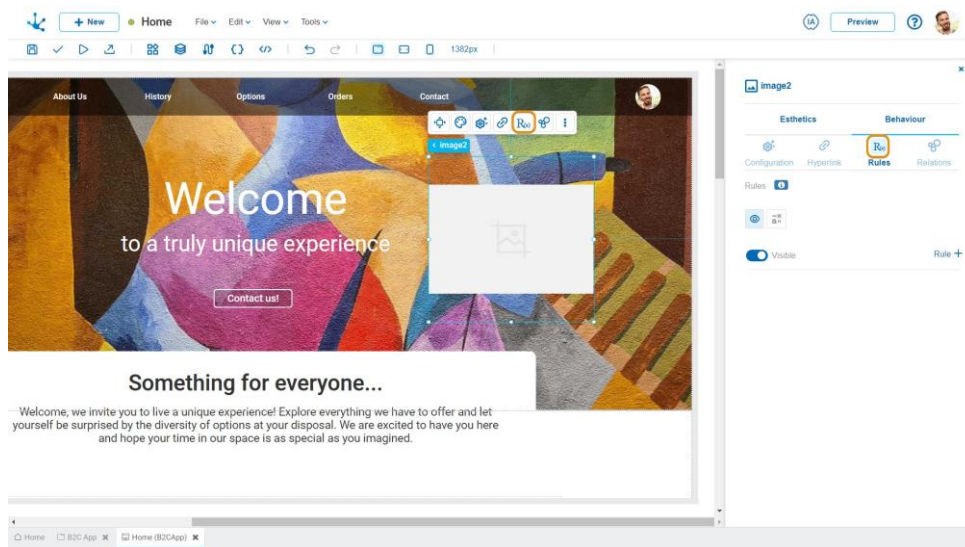 + New
Home
File
Edit
View
Tools
IA
Preview
?
1382px
About Us
History
Options
Orders
Contact
R(x)
image2
Welcome
to a truly unique experience
Contact us!
Something for everyone...
Welcome, we invite you to live a unique experience! Explore everything we have to offer and let
yourself be surprised by the diversity of options at your disposal. We are excited to have you here
and hope your time in our space is as special as you imagined.
image2
Esthetics
Behaviour
R(x)
Configuration
Hyperlink
Rules
Relations
Rules
Visible
Rule +
Home
B2C App
Home (B2CApp)